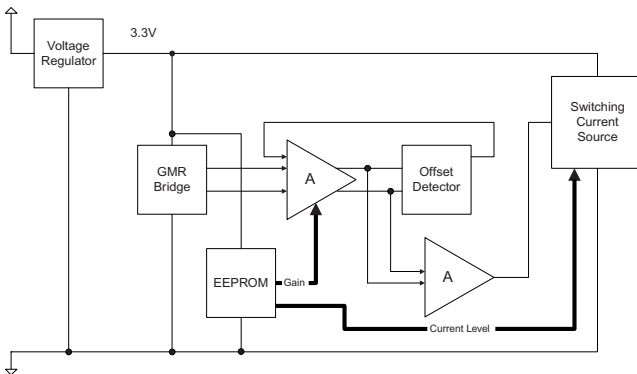 3.3V
Voltage
Regulator
Switching
Current
Source
GMR
Bridge
A
Offset
Detector
EEPROM
Gain
A
Current Level